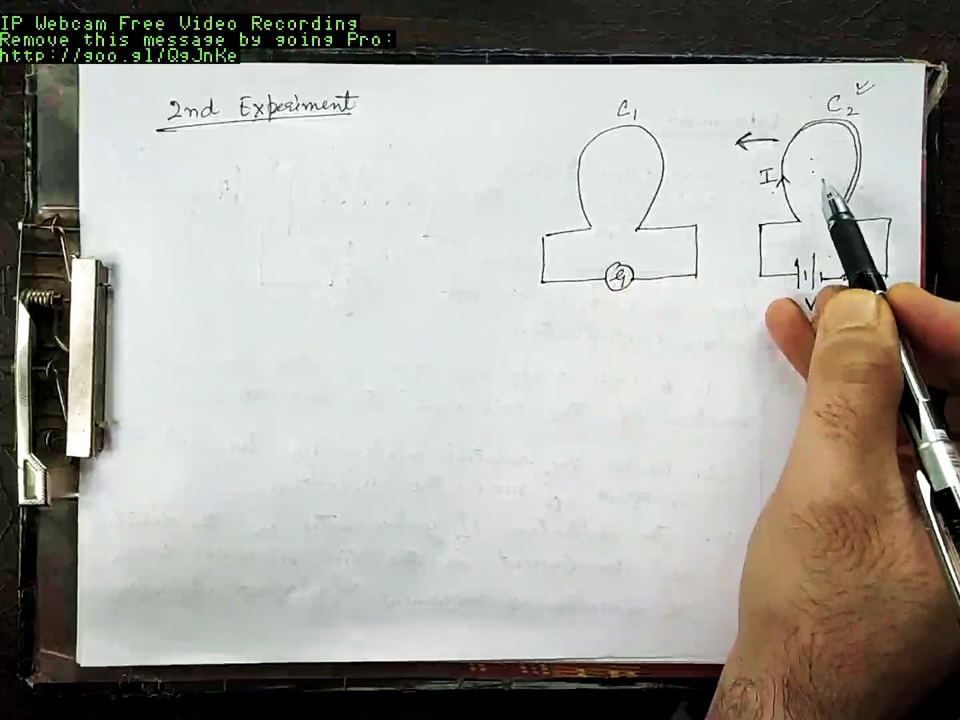 IP Webcam Free Video Recording
Remove this message by going Pro:
http://goo.gl/QgJnKe
2nd Experiment
C1
C2
I
G
V